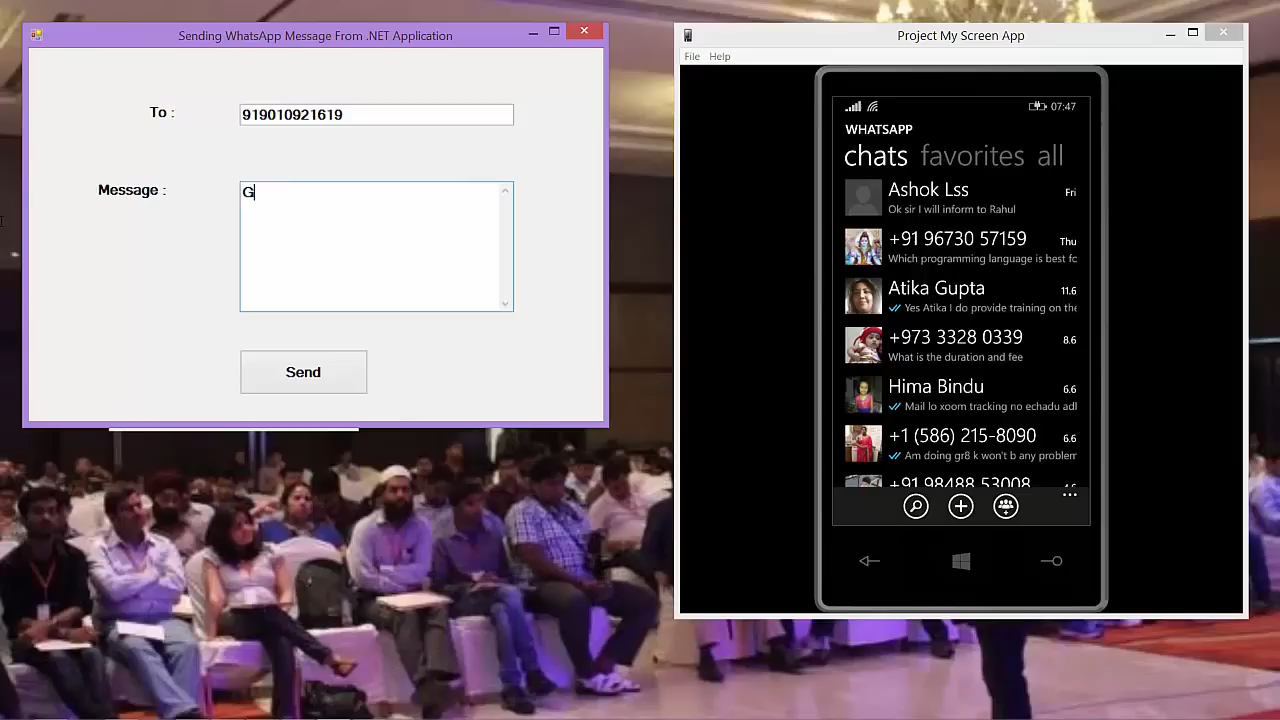 Sending WhatsApp Message From .NET Application
To :
919010921619
Message :
G
Send
Project My Screen App
File Help
07:47
WHATSAPP
chats favorites all
Ashok Lss Fri
Ok sir I will inform to Rahul
+91 96730 57159 Thu
Which programming language is best fc
Atika Gupta 11.6
Yes Atika I do provide training on the
+973 3328 0339 8.6
What is the duration and fee
Hima Bindu 6.6
Mail lo xoom tracking no echadu adl
+1 (586) 215-8090 6.6
Am doing gr8 k won't b any problem
+91 98488 53008